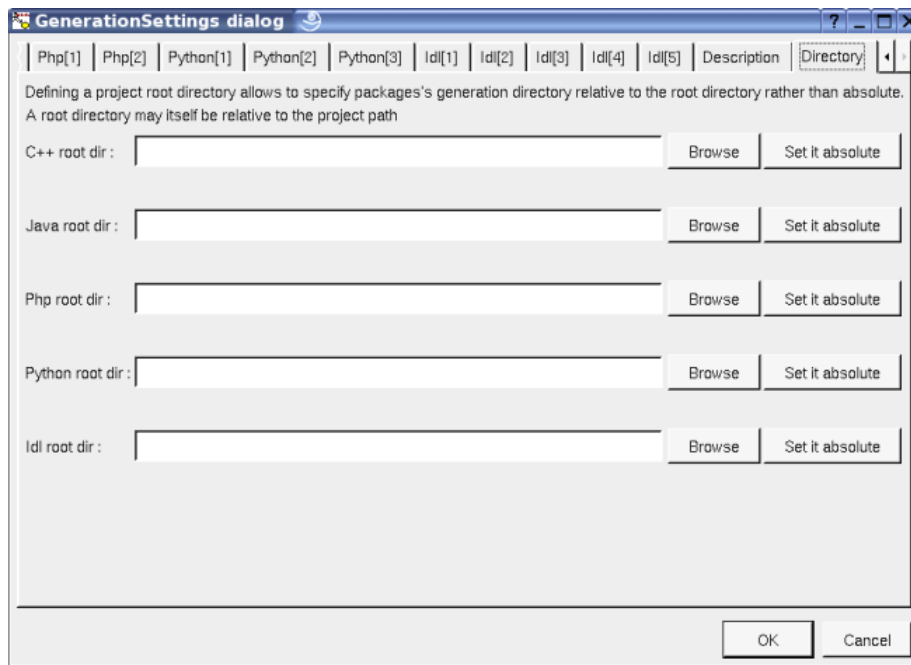 GenerationSettings dialog
Php[1] Php[2] Python[1] Python[2] Python[3] Idl[1] Idl[2] Idl[3] Idl[4] Idl[5] Description Directory
Defining a project root directory allows to specify packages's generation directory relative to the root directory rather than absolute.
A root directory may itself be relative to the project path
C++ root dir : Browse Set it absolute
Java root dir : Browse Set it absolute
Php root dir : Browse Set it absolute
Python root dir : Browse Set it absolute
Idl root dir : Browse Set it absolute
OK Cancel